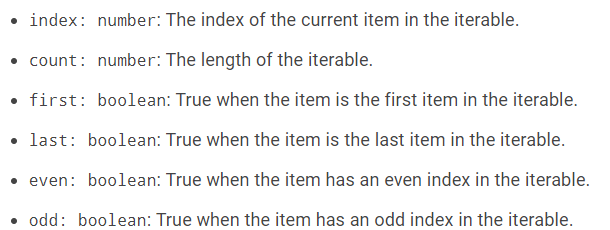 • index: number: The index of the current item in the iterable.
• count: number: The length of the iterable.
• first: boolean: True when the item is the first item in the iterable.
• last: boolean: True when the item is the last item in the iterable.
• even: boolean: True when the item has an even index in the iterable.
• odd: boolean: True when the item has an odd index in the iterable.